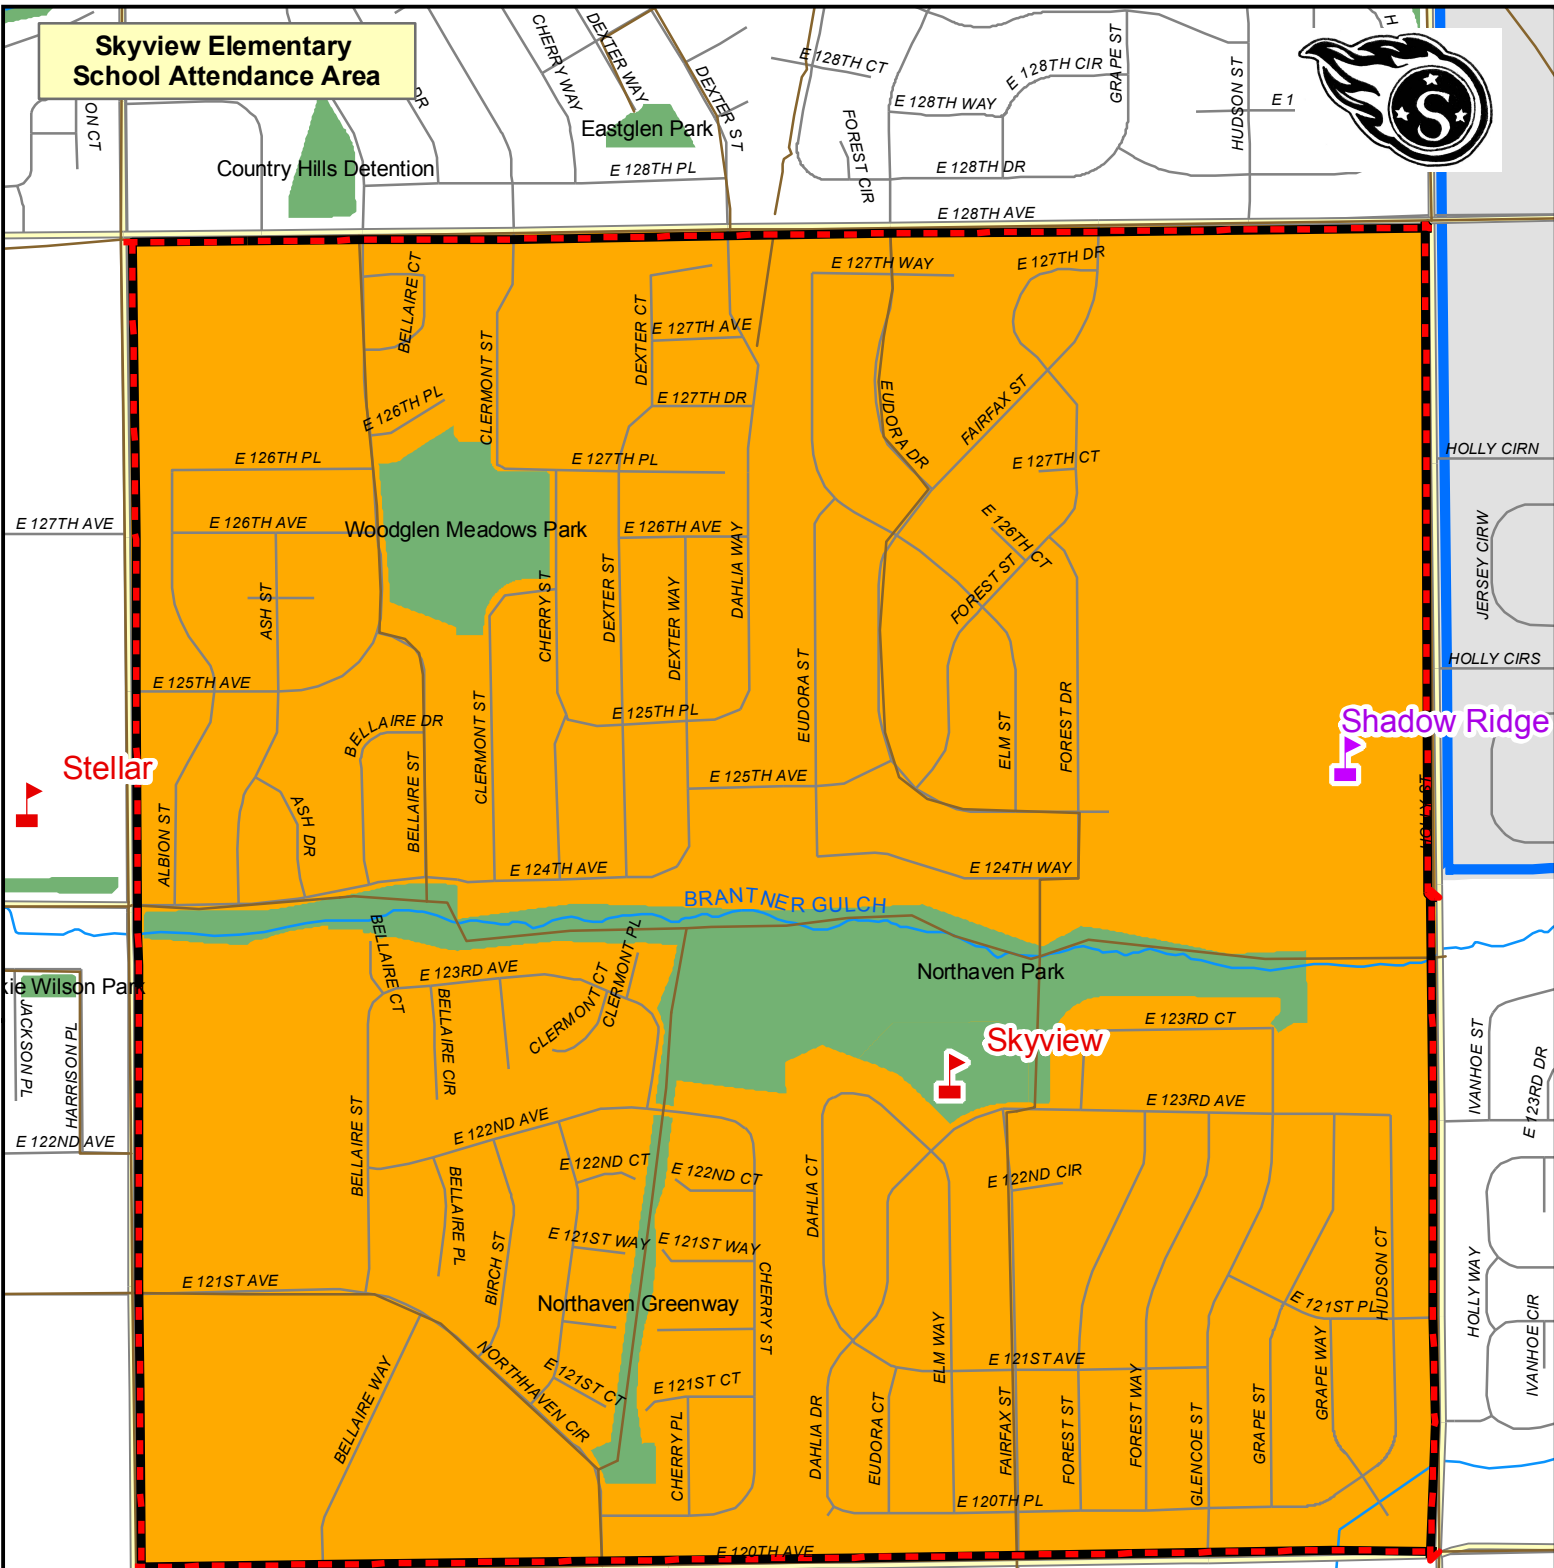 Skyview Elementary
School Attendance Area
DR
ON CT
CHERRY WAY
DEXTER WAY
DEXTER ST
E 128TH CT
E 128TH CIR
GRAPE ST
HUDSON ST
H
E 1
S
E 128TH WAY
FOREST CIR
Eastglen Park
Country Hills Detention
E 128TH PL
E 128TH DR
E 128TH AVE
BELLAIRE CT
CLERMONT ST
DEXTER CT
E 127TH WAY
E 127TH DR
E 127TH AVE
E 127TH DR
EUDORA DR
FAIRFAX ST
E 126TH PL
E 126TH PL
E 127TH PL
E 127TH CT
HOLLY CIRN
E 127TH AVE
E 126TH AVE
Woodglen Meadows Park
E 126TH AVE
E 126TH CT
DAHLIA WAY
JERSEY CIRW
ASH ST
CHERRY ST
DEXTER ST
DEXTER WAY
FOREST ST
EUDORA ST
HOLLY CIRS
E 125TH AVE
BELLAIRE DR
CLERMONT ST
E 125TH PL
ELM ST
FOREST DR
Shadow Ridge
Stellar
BELLAIRE ST
E 125TH AVE
HOLLY ST
ALBION ST
ASH DR
E 124TH AVE
E 124TH WAY
BRANTNER GULCH
BELLAIRE CT
E 123RD AVE
CLERMONT CT
CLERMONT PL
Northaven Park
kie Wilson Park
JACKSON PL
HARRISON PL
BELLAIRE CIR
Skyview
E 123RD CT
IVANHOE ST
E 123RD DR
E 122ND AVE
E 122ND AVE
E 123RD AVE
BELLAIRE ST
BELLAIRE PL
E 122ND CT
E 122ND CT
E 122ND CIR
DAHLIA CT
BIRCH ST
E 121ST WAY
E 121ST WAY
HUDSON CT
HOLLY WAY
E 121ST AVE
Northaven Greenway
CHERRY ST
E 121ST PL
IVANHOE CIR
NORTHHAVEN CIR
E 121ST CT
E 121ST CT
ELM WAY
E 121ST AVE
GRAPE WAY
BELLAIRE WAY
CHERRY PL
DAHLIA DR
EUDORA CT
FAIRFAX ST
FOREST ST
FOREST WAY
GLENCOE ST
GRAPE ST
E 120TH PL
E 120TH AVE